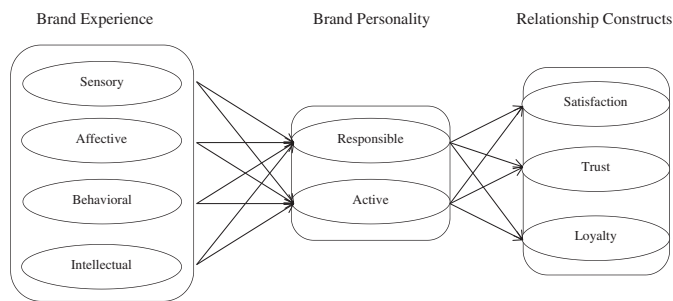 Brand Experience
Brand Personality
Relationship Constructs
Sensory
Affective
Behavioral
Intellectual
Responsible
Active
Satisfaction
Trust
Loyalty